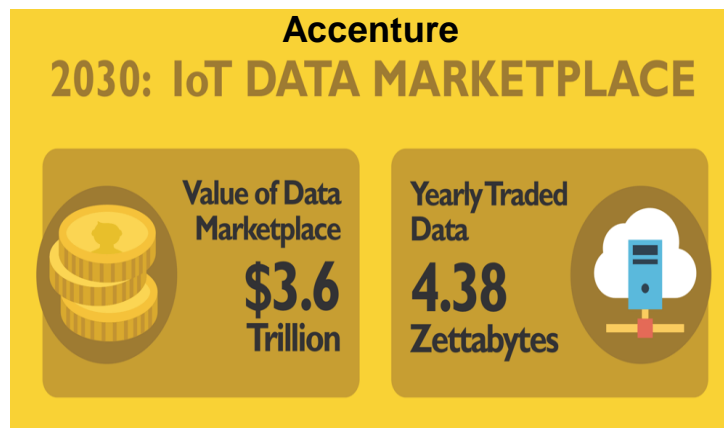 Accenture
2030: IoT DATA MARKETPLACE
Value of Data
Marketplace
$3.6
Trillion
Yearly Traded
Data
4.38
Zettabytes